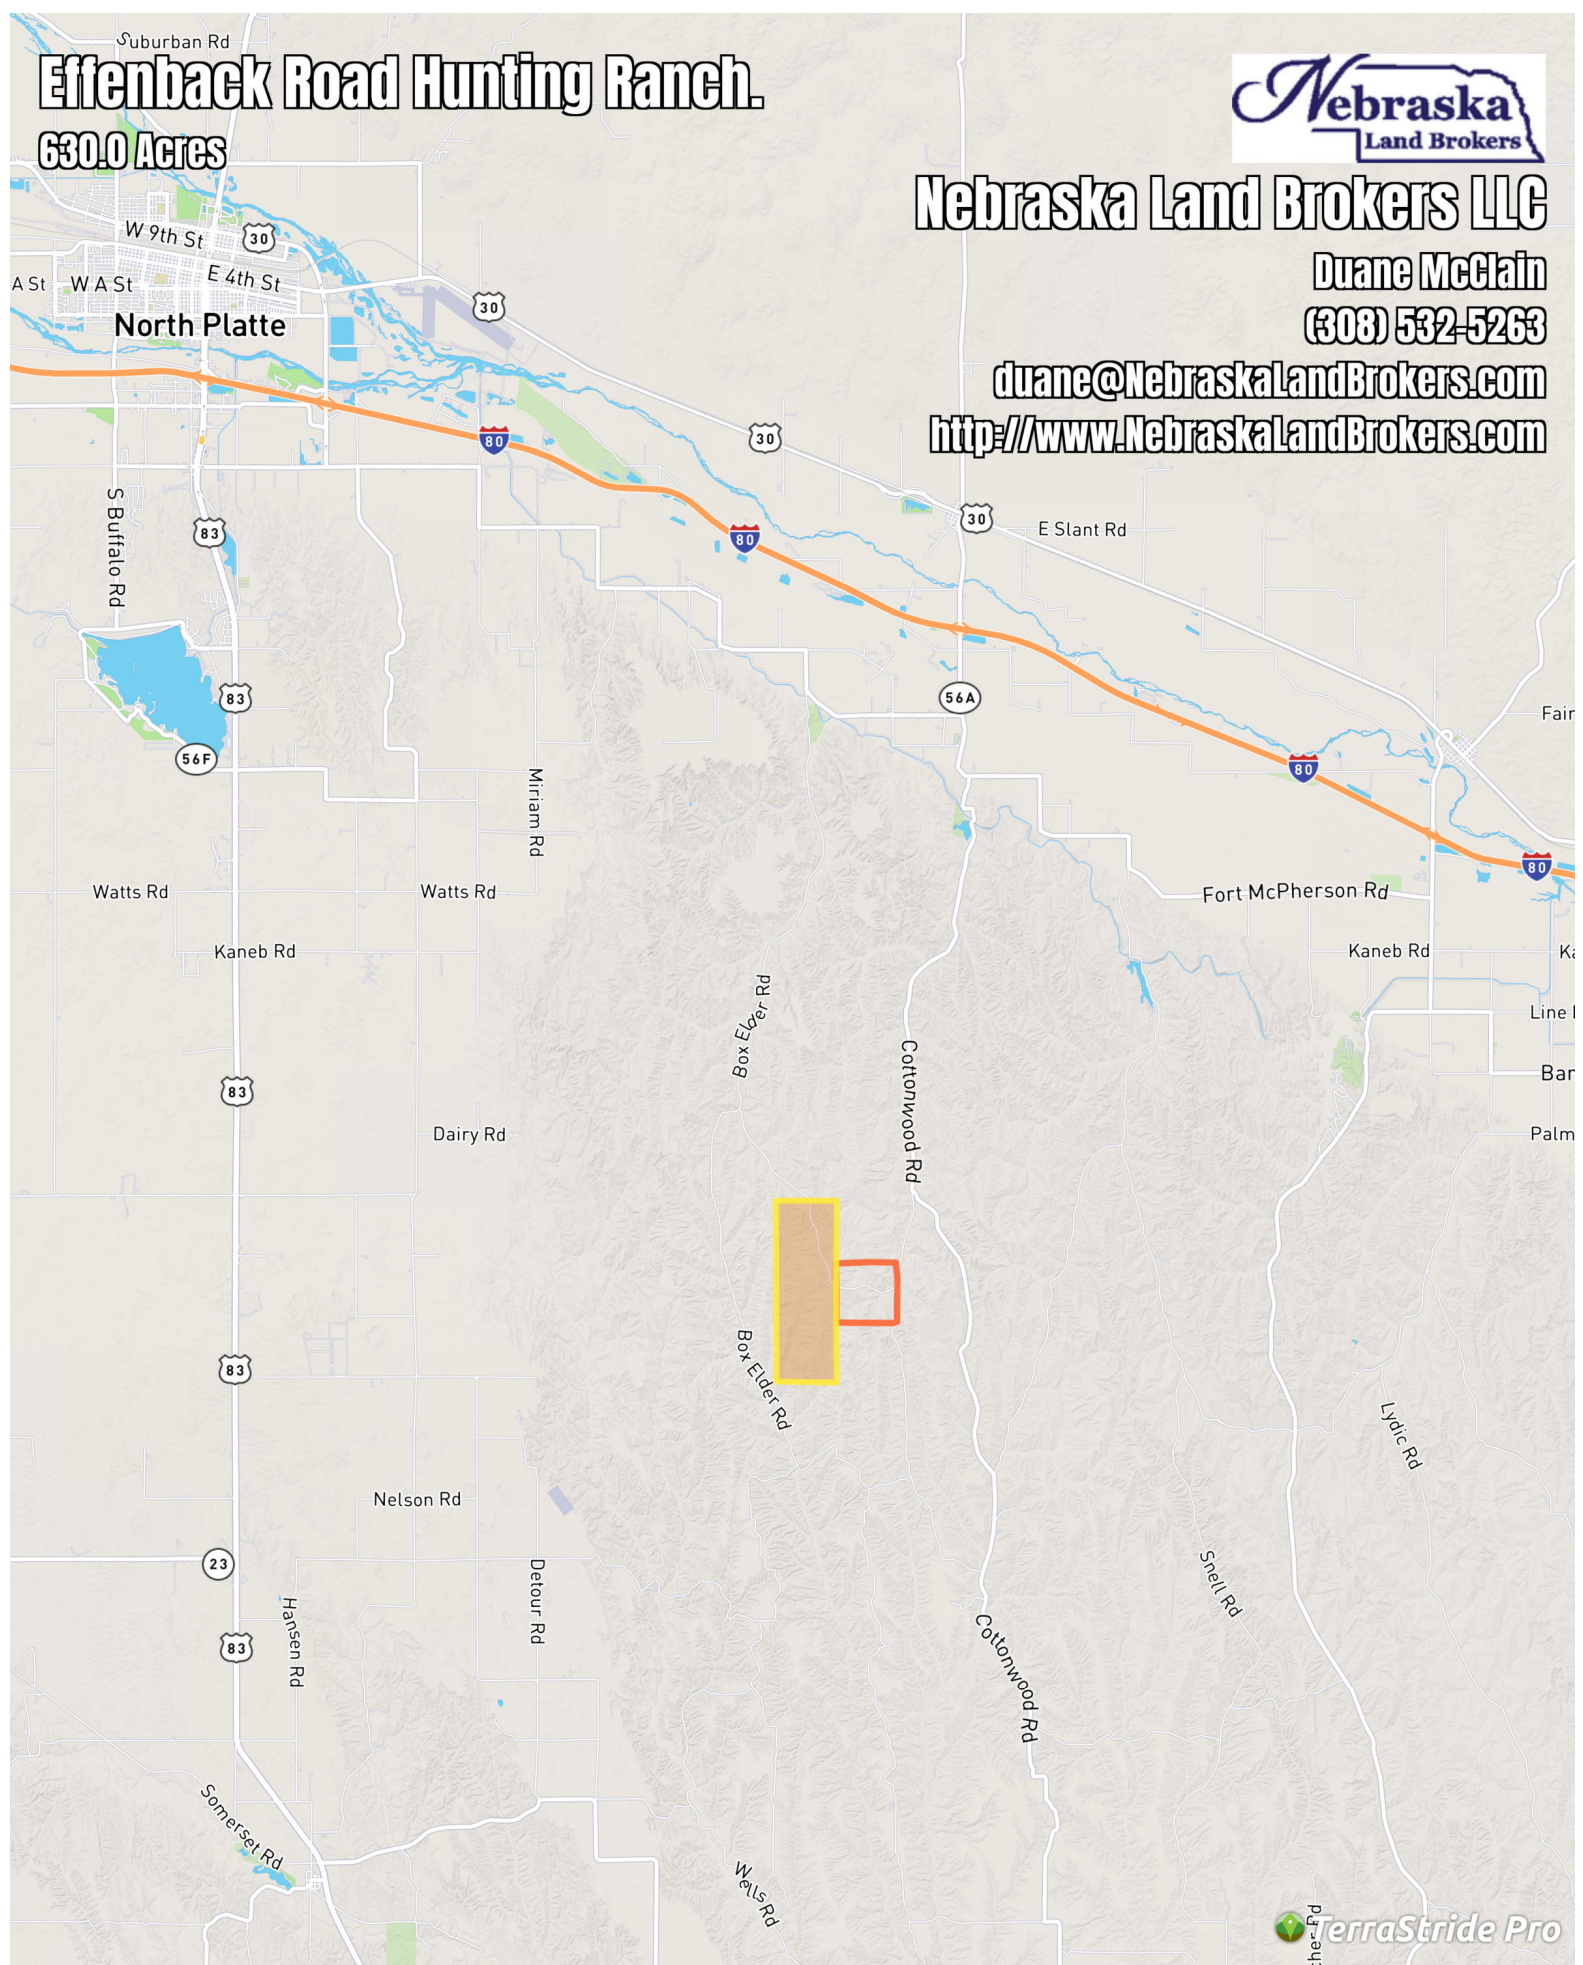 Suburban Rd
Effenback Road Hunting Ranch.
630.0 Acres
Nebraska
Land Brokers
Nebraska Land Brokers LLC
Duane McClain
(308) 532-5263
duane@NebraskaLandBrokers.com
http://www.NebraskaLandBrokers.com
W 9th St
30
A St
W A St
E 4th St
30
North Platte
80
30
30
E Slant Rd
S Buffalo Rd
83
80
83
56A
Fair
56F
80
Miriam Rd
80
Watts Rd
Watts Rd
Fort McPherson Rd
Kaneb Rd
Kaneb Rd
Ka
Box Elder Rd
Line
Cottonwood Rd
83
Bar
Dairy Rd
Palm
Box Elder Rd
83
Lydic Rd
Nelson Rd
23
Detour Rd
Snell Rd
Hansen Rd
83
Cottonwood Rd
Somerset Rd
Wells Rd
cher Rd
TerraStride Pro